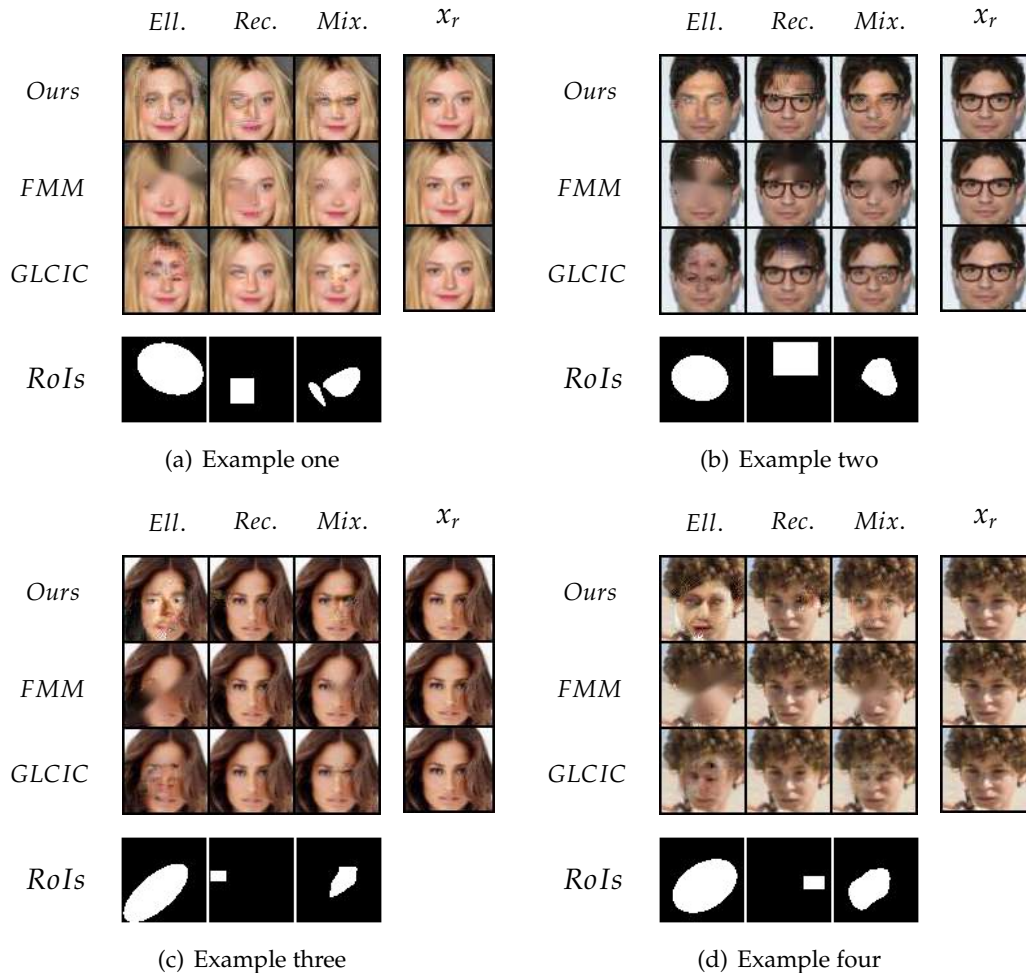 Ell. Rec. Mix. x_r
Ours
FMM
GLCIC
RoIs
(a) Example one
Ell. Rec. Mix. x_r
Ours
FMM
GLCIC
RoIs
(b) Example two
Ell. Rec. Mix. x_r
Ours
FMM
GLCIC
RoIs
(c) Example three
Ell. Rec. Mix. x_r
Ours
FMM
GLCIC
RoIs
(d) Example four